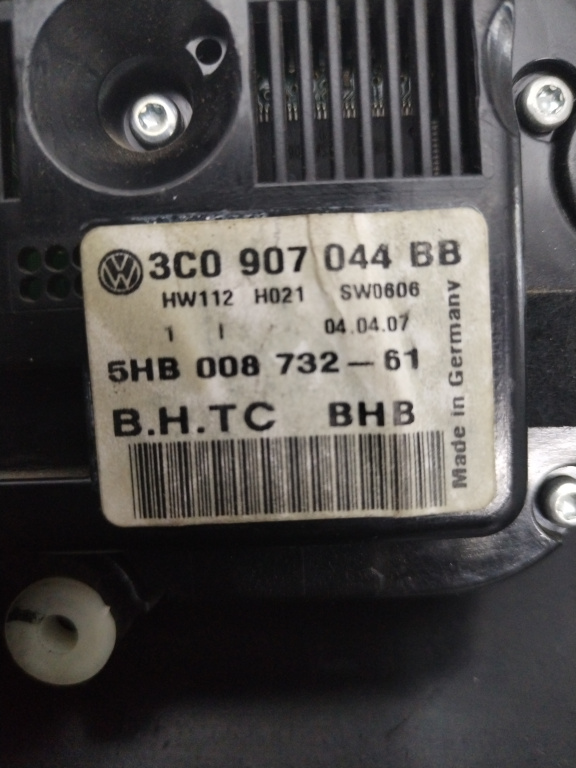 3C0 907 044 BB
HW112 H021 SW0606
1 I 04.04.07
5HB 008 732-61
B.H.TC BHB
Made in Germany